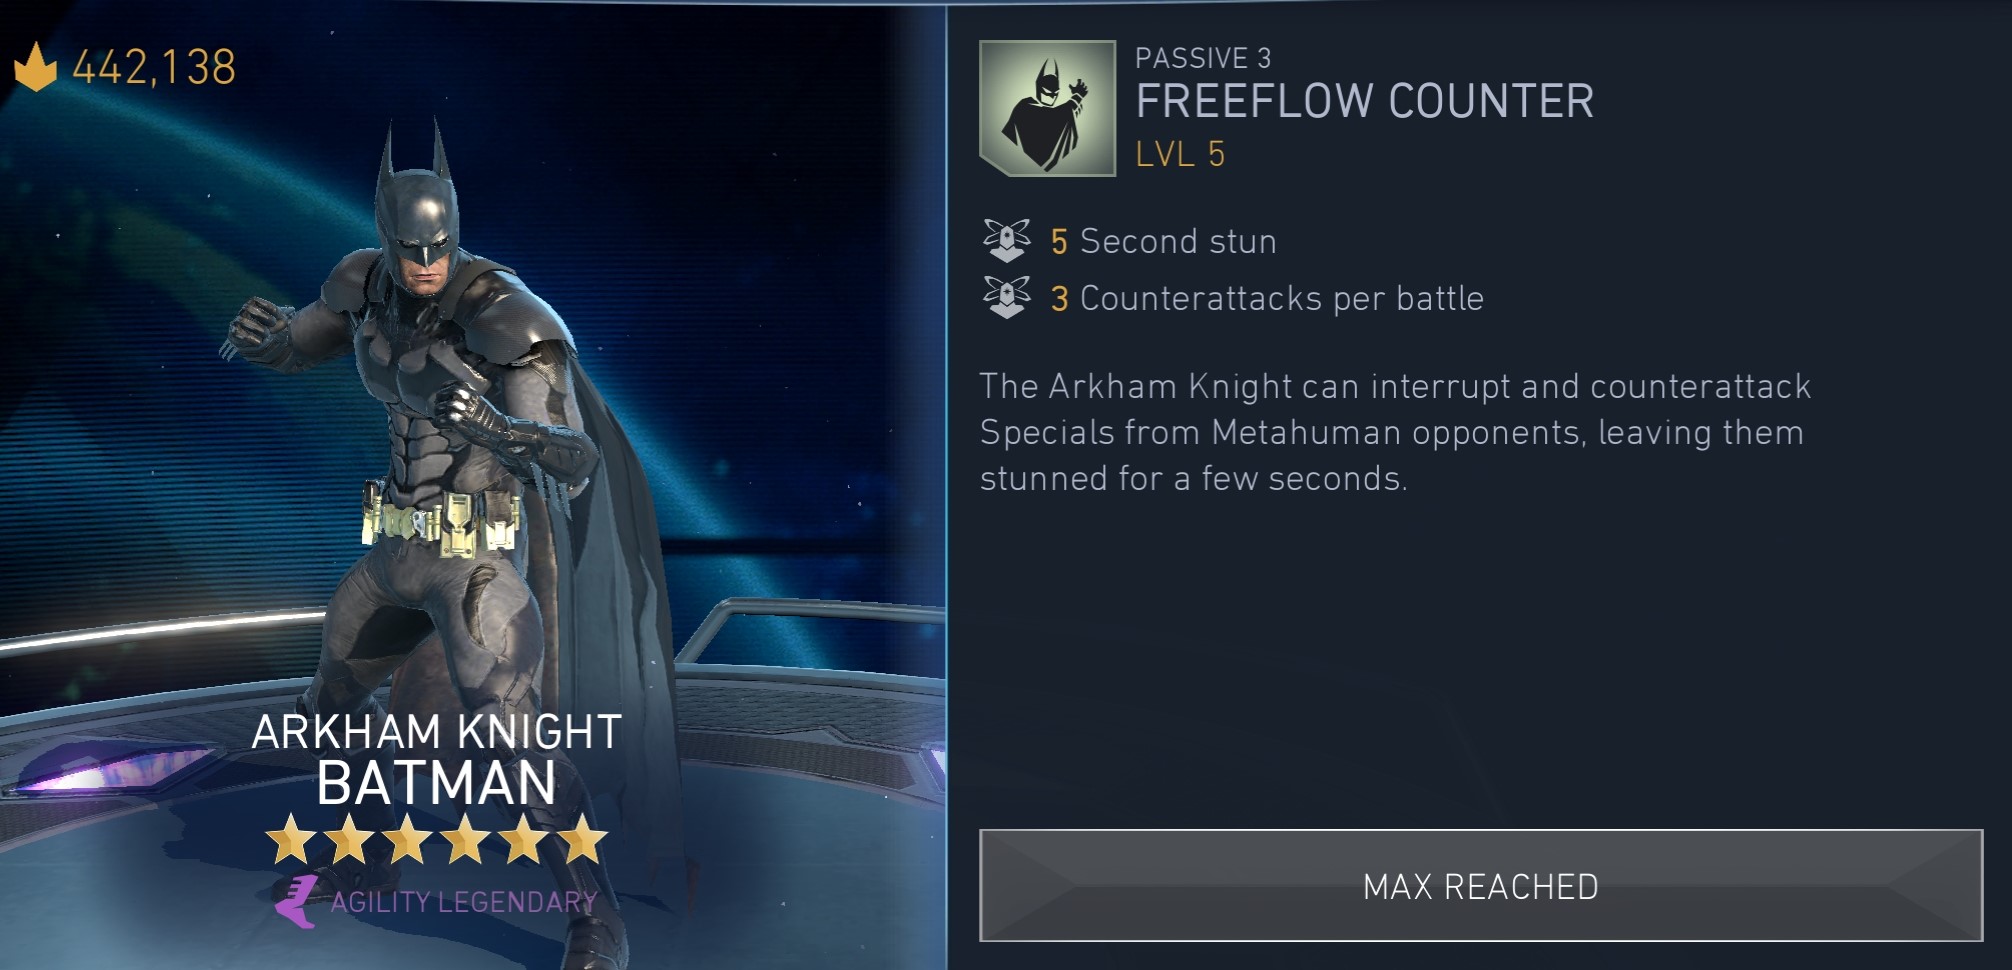 442,138
ARKHAM KNIGHT
BATMAN
AGILITY LEGENDARY
PASSIVE 3
FREEFLOW COUNTER
LVL 5
5 Second stun
3 Counterattacks per battle
The Arkham Knight can interrupt and counterattack
Specials from Metahuman opponents, leaving them
stunned for a few seconds.
MAX REACHED